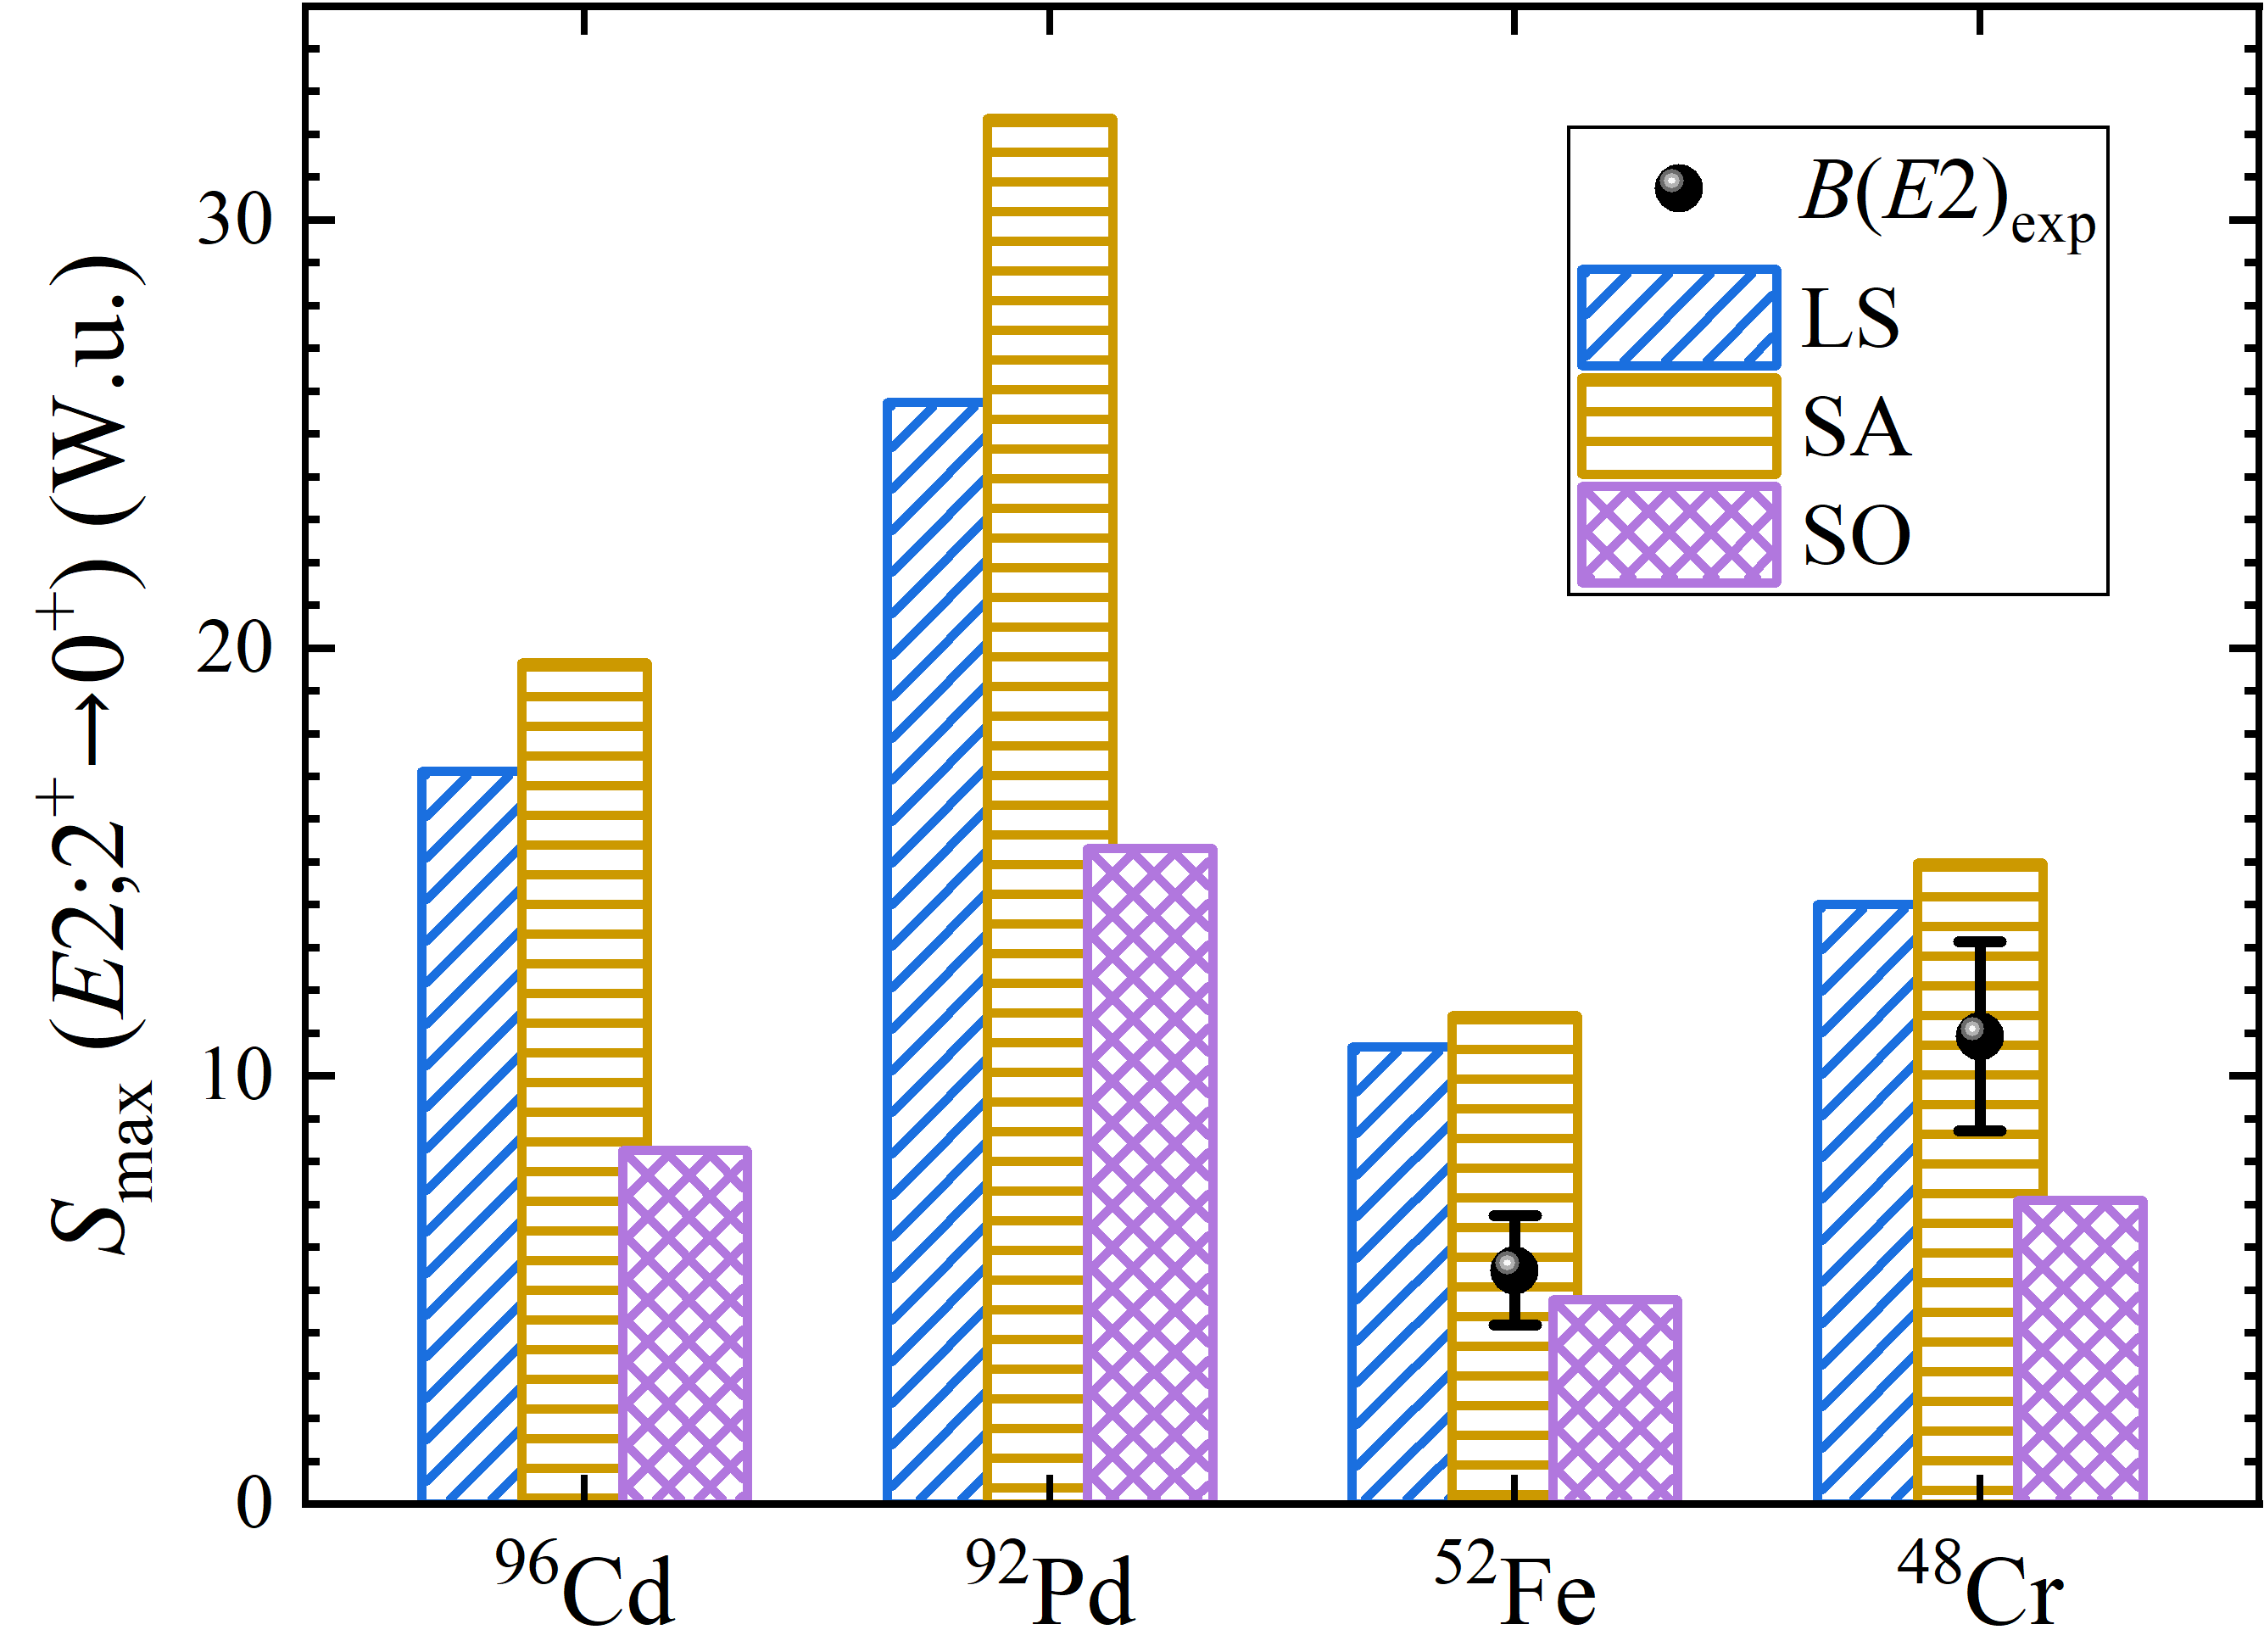 S_max (E2;2⁺→0⁺) (W.u.)
30
20
10
0
B(E2)_exp
LS
SA
SO
⁹⁶Cd ⁹²Pd ⁵²Fe ⁴⁸Cr